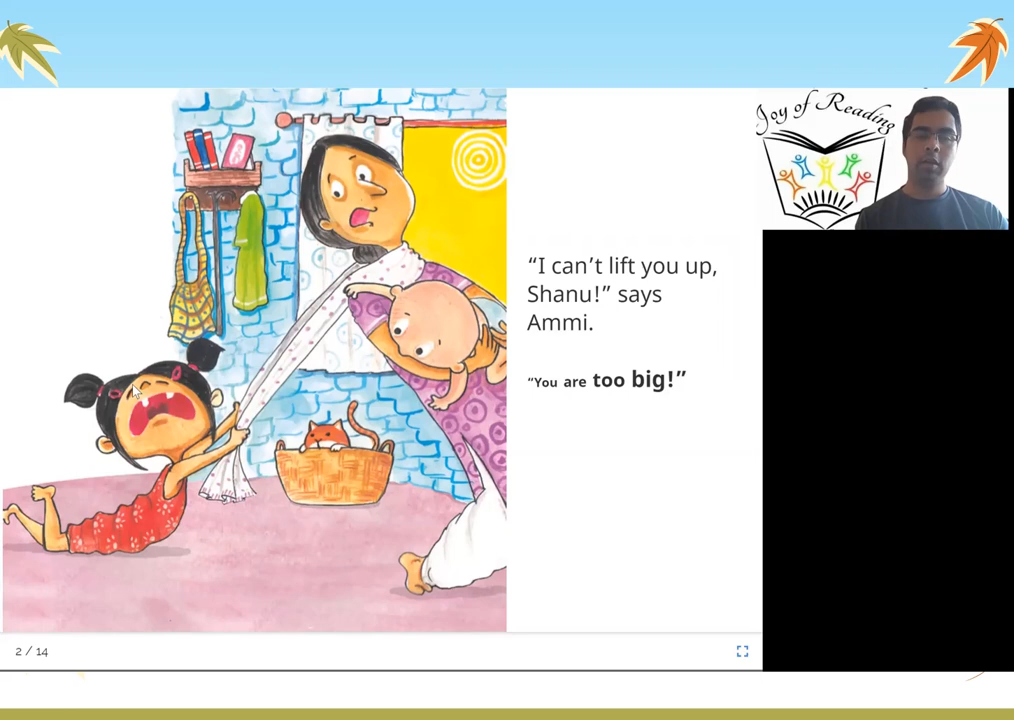 Joy of Reading
“I can’t lift you up,
Shanu!” says
Ammi.
“You are too big!”
2 / 14